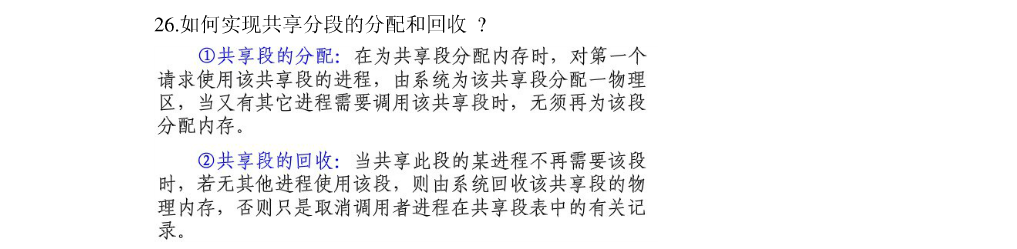 26.如何实现共享分段的分配和回收 ?
①共享段的分配：在为共享段分配内存时，对第一个
请求使用该共享段的进程，由系统为该共享段分配一物理
区，当又有其它进程需要调用该共享段时，无须再为该段
分配内存。
②共享段的回收：当共享此段的某进程不再需要该段
时，若无其他进程使用该段，则由系统回收该共享段的物
理内存，否则只是取消调用者进程在共享段表中的有关记
录。